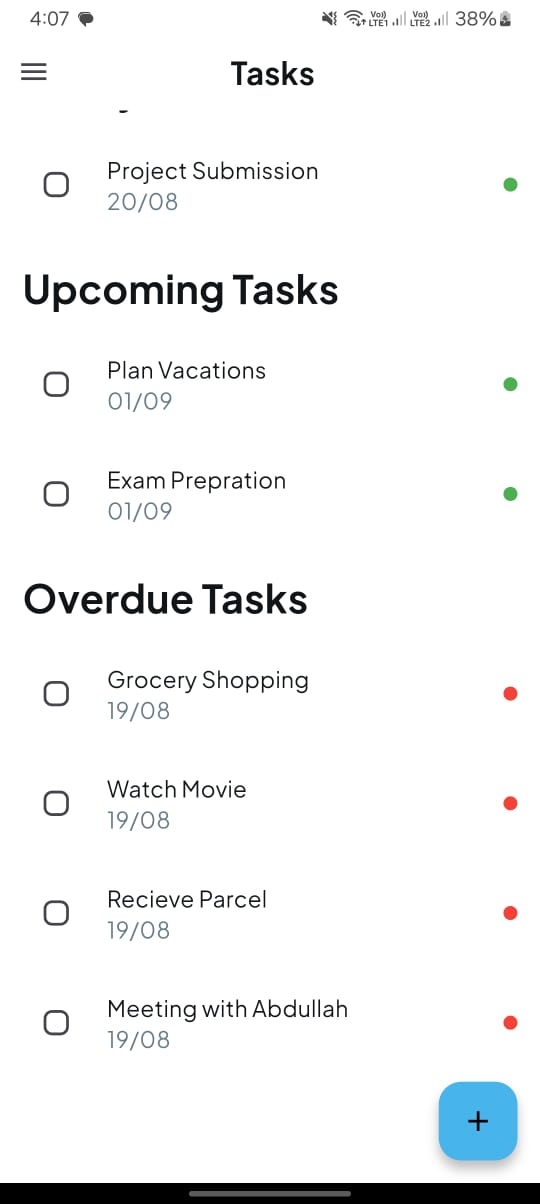 4:07
Vo)) LTE1 Vo)) LTE2 38%
Tasks
Project Submission
20/08
Upcoming Tasks
Plan Vacations
01/09
Exam Prepration
01/09
Overdue Tasks
Grocery Shopping
19/08
Watch Movie
19/08
Recieve Parcel
19/08
Meeting with Abdullah
19/08
+